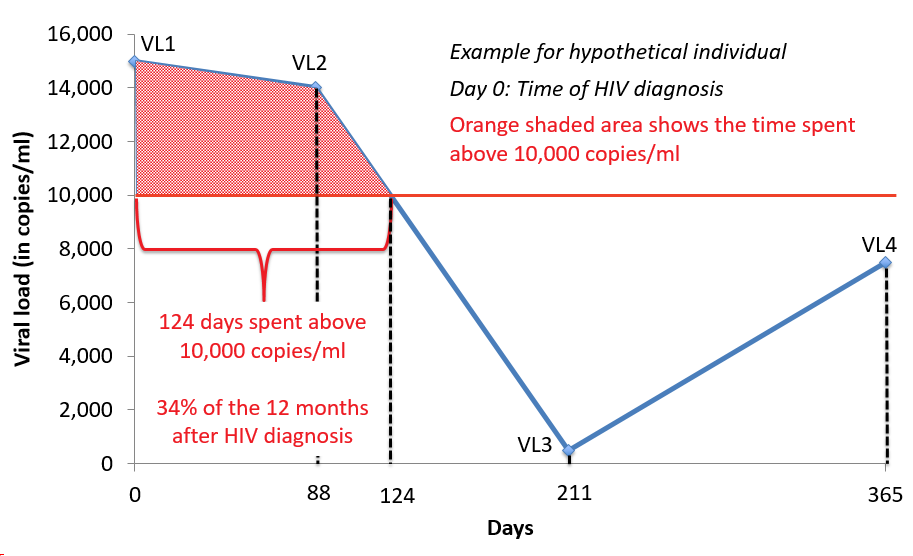 16,000
14,000
12,000
10,000
8,000
6,000
4,000
2,000
0
Viral load (in copies/ml)
VL1
VL2
VL3
VL4
Example for hypothetical individual
Day 0: Time of HIV diagnosis
Orange shaded area shows the time spent
above 10,000 copies/ml
124 days spent above
10,000 copies/ml
34% of the 12 months
after HIV diagnosis
0
88
124
211
365
Days